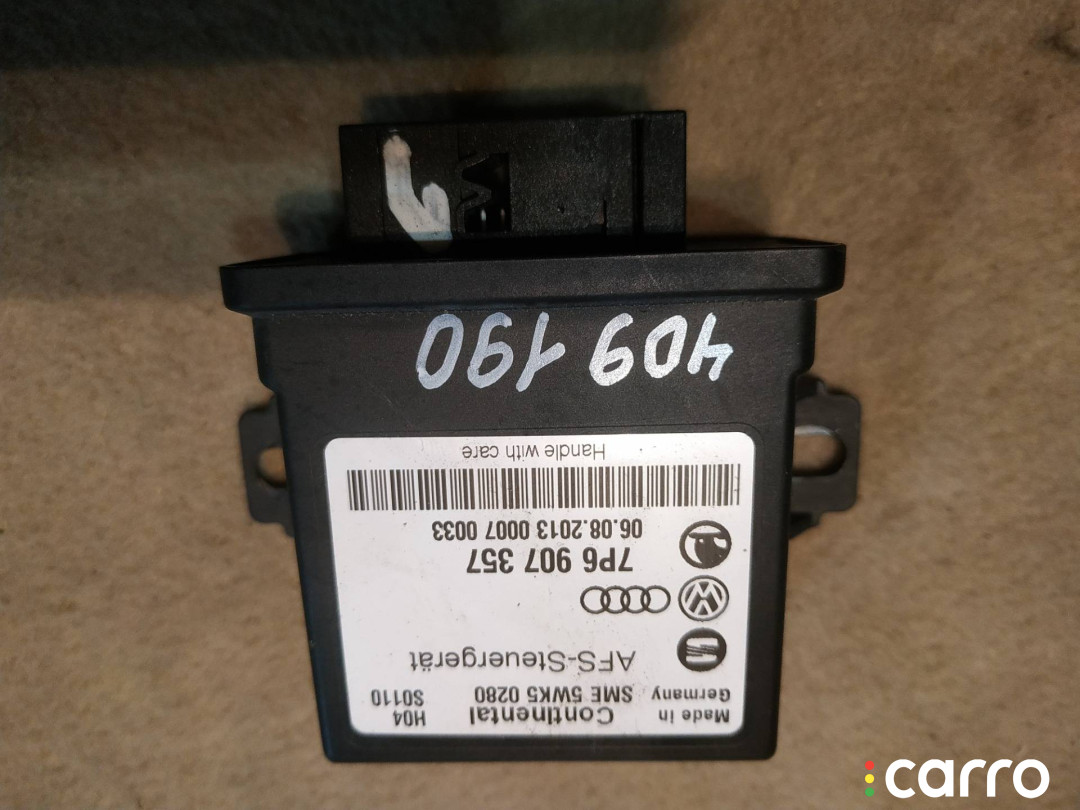 Made in
Germany
Continental
SME 5WK5 0280
H04
S0110
AFS-Steuergerät
7P6 907 357
06.08.2013 0007 0033
Handle with care
409 190
carro